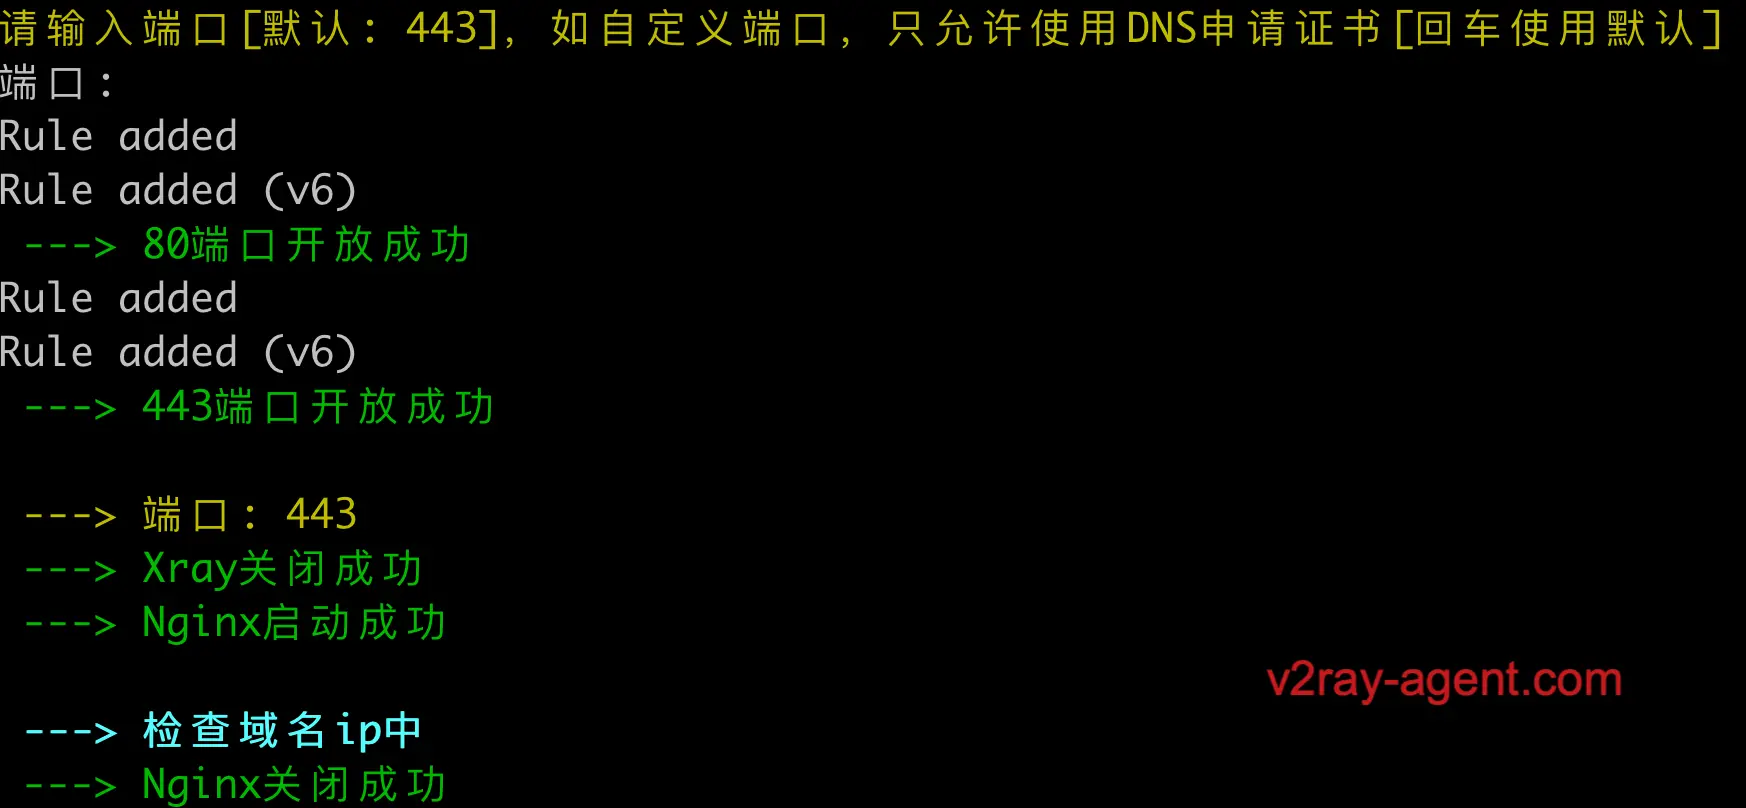 请输入端口[默认: 443], 如自定义端口, 只允许使用DNS申请证书[回车使用默认]
端口:
Rule added
Rule added (v6)
---> 80端口开放成功
Rule added
Rule added (v6)
---> 443端口开放成功
---> 端口: 443
---> Xray关闭成功
---> Nginx启动成功
v2ray-agent.com
---> 检查域名ip中
---> Nginx关闭成功